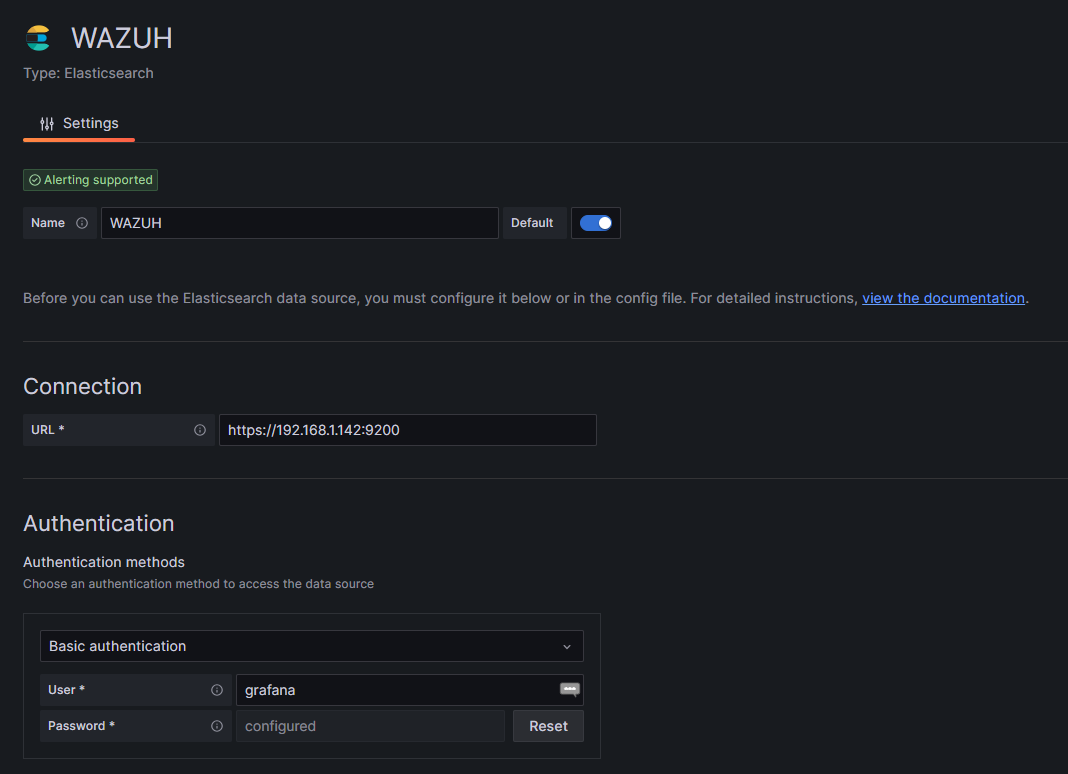 WAZUH
Type: Elasticsearch
Settings
Alerting supported
Name WAZUH Default
Before you can use the Elasticsearch data source, you must configure it below or in the config file. For detailed instructions, view the documentation.
Connection
URL * https://192.168.1.142:9200
Authentication
Authentication methods
Choose an authentication method to access the data source
Basic authentication
User * grafana
Password * configured Reset